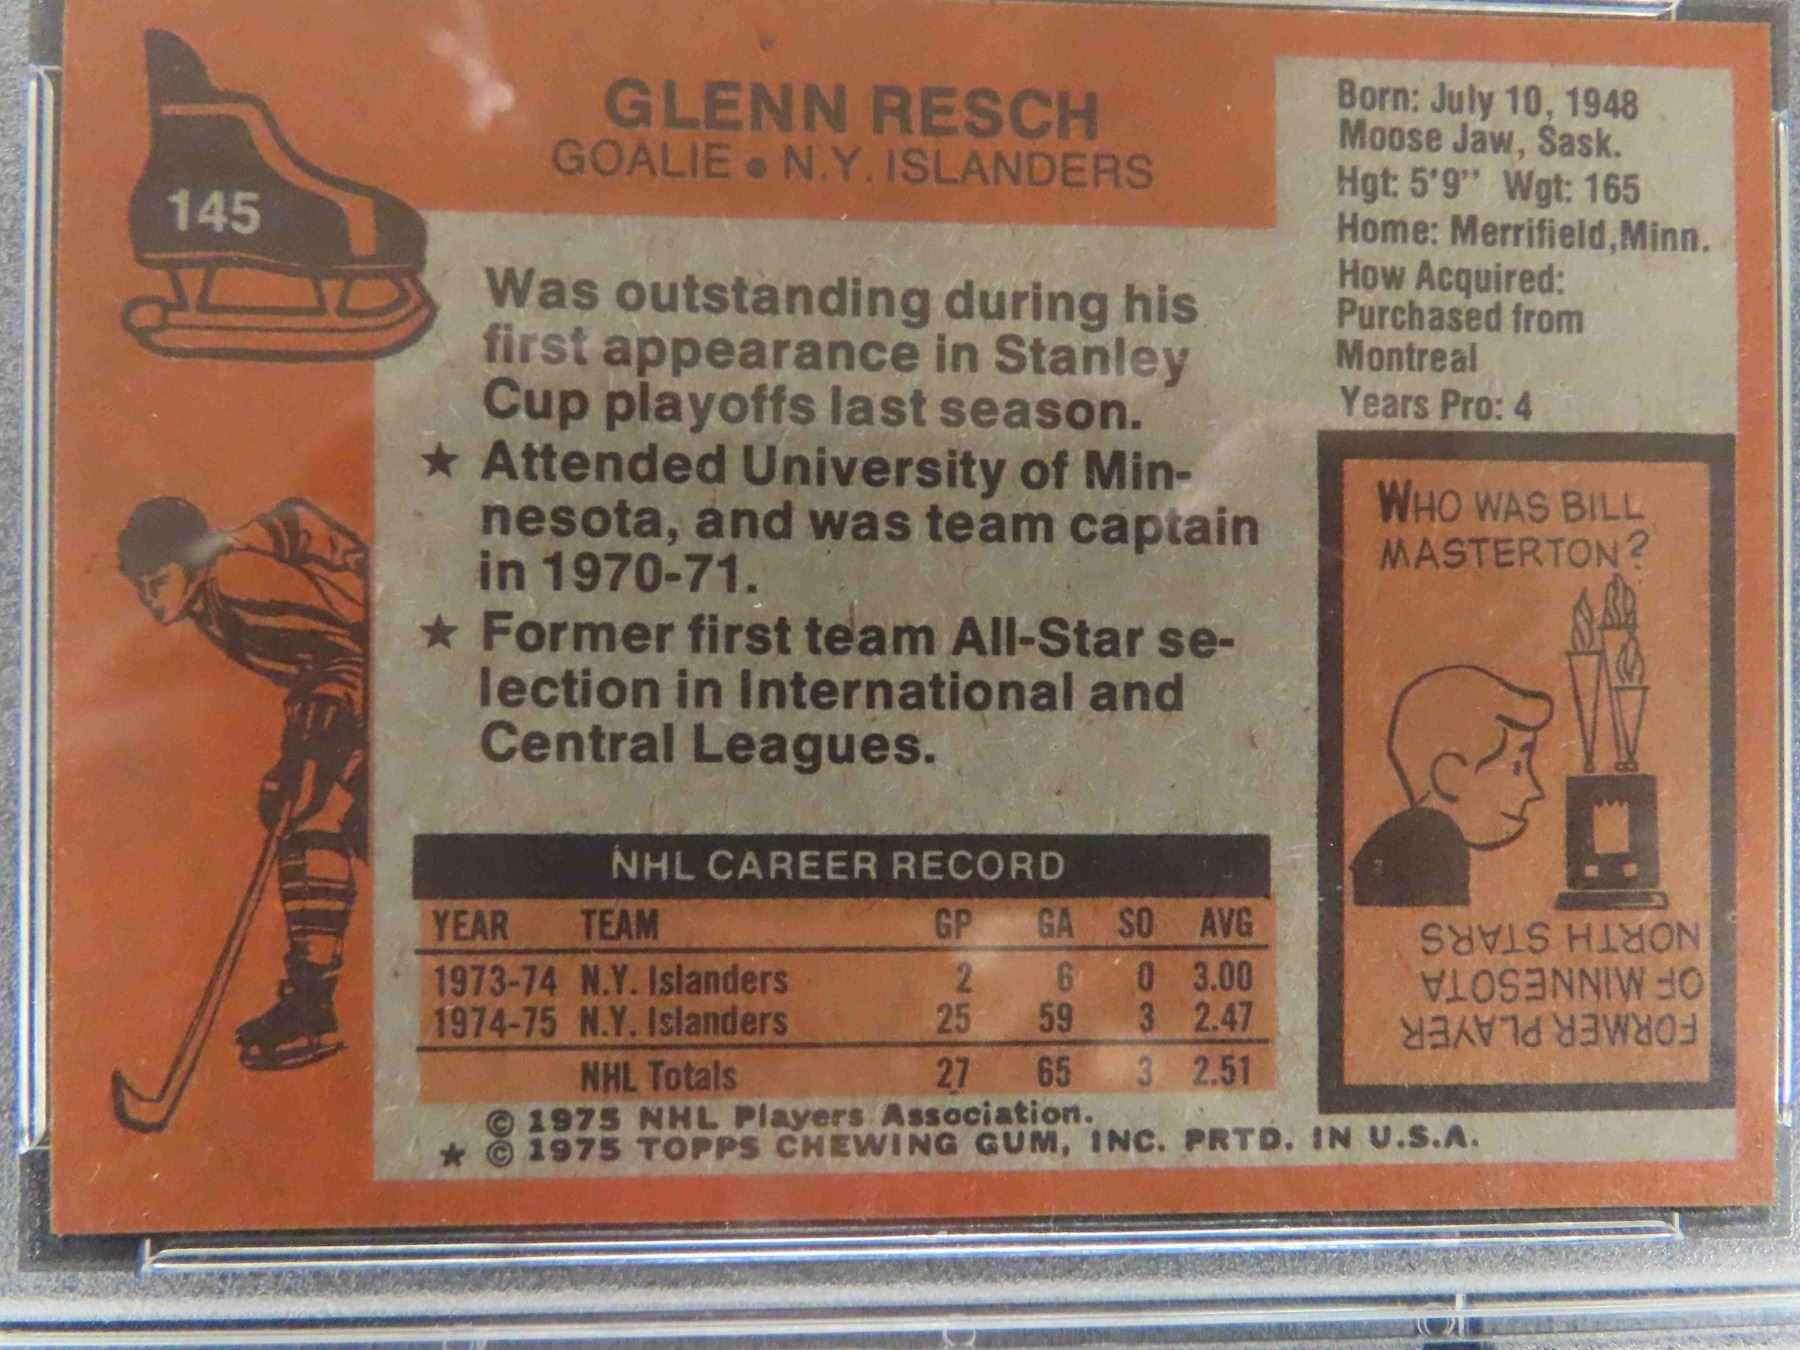 145
GLENN RESCH
GOALIE ● N.Y. ISLANDERS
Born: July 10, 1948
Moose Jaw, Sask.
Hgt: 5'9" Wgt: 165
Home: Merrifield, Minn.
How Acquired:
Purchased from
Montreal
Years Pro: 4
Was outstanding during his
first appearance in Stanley
Cup playoffs last season.
★ Attended University of Min-
nesota, and was team captain
in 1970-71.
★ Former first team All-Star se-
lection in International and
Central Leagues.
NHL CAREER RECORD
YEAR TEAM GP GA SO AVG
1973-74 N.Y. Islanders 2 6 0 3.00
1974-75 N.Y. Islanders 25 59 3 2.47
NHL Totals 27 65 3 2.51
© 1975 NHL Players Association.
★ © 1975 TOPPS CHEWING GUM, INC. PRTD. IN U.S.A.
WHO WAS BILL
MASTERTON?
FORMER PLAYER
OF MINNESOTA
NORTH STARS